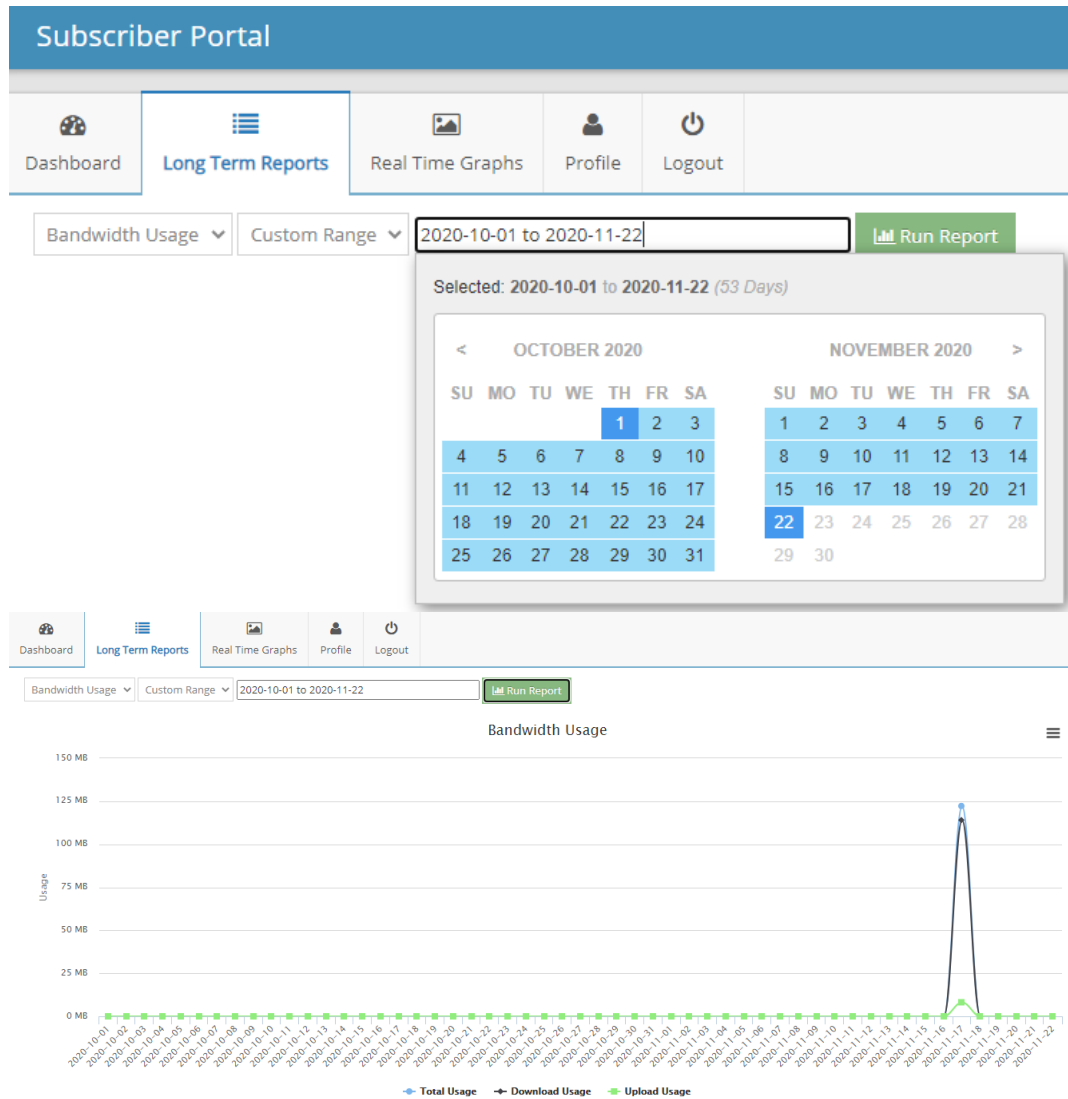 Subscriber Portal
Dashboard Long Term Reports Real Time Graphs Profile Logout
Bandwidth Usage Custom Range 2020-10-01 to 2020-11-22 Run Report
Selected: 2020-10-01 to 2020-11-22 (53 Days)
< OCTOBER 2020 NOVEMBER 2020 >
SU MO TU WE TH FR SA SU MO TU WE TH FR SA
1 2 3 1 2 3 4 5 6 7
4 5 6 7 8 9 10 8 9 10 11 12 13 14
11 12 13 14 15 16 17 15 16 17 18 19 20 21
18 19 20 21 22 23 24 22 23 24 25 26 27 28
25 26 27 28 29 30 31 29 30
Dashboard Long Term Reports Real Time Graphs Profile Logout
Bandwidth Usage Custom Range 2020-10-01 to 2020-11-22 Run Report
Bandwidth Usage
150 MB
125 MB
100 MB
75 MB
50 MB
25 MB
0 MB
Usage
2020-10-01 2020-10-02 2020-10-03 2020-10-04 2020-10-05 2020-10-06 2020-10-07 2020-10-08 2020-10-09 2020-10-10 2020-10-11 2020-10-12 2020-10-13 2020-10-14 2020-10-15 2020-10-16 2020-10-17 2020-10-18 2020-10-19 2020-10-20 2020-10-21 2020-10-22 2020-10-23 2020-10-24 2020-10-25 2020-10-26 2020-10-27 2020-10-28 2020-10-29 2020-10-30 2020-10-31 2020-11-01 2020-11-02 2020-11-03 2020-11-04 2020-11-05 2020-11-06 2020-11-07 2020-11-08 2020-11-09 2020-11-10 2020-11-11 2020-11-12 2020-11-13 2020-11-14 2020-11-15 2020-11-16 2020-11-17 2020-11-18 2020-11-19 2020-11-20 2020-11-21 2020-11-22
Total Usage Download Usage Upload Usage